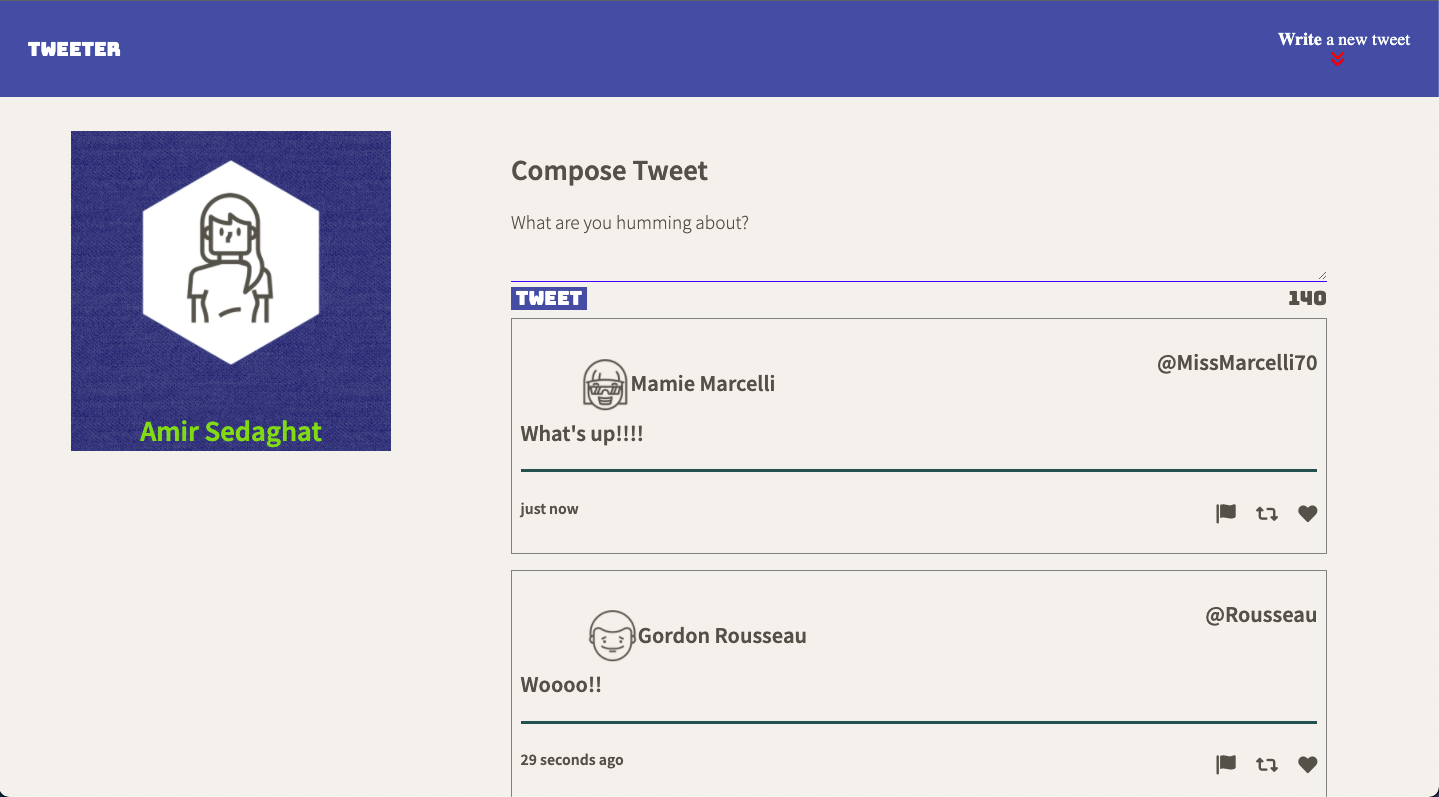 TWEETER
Write a new tweet
Amir Sedaghat
Compose Tweet
What are you humming about?
TWEET
140
Mamie Marcelli
@MissMarcelli70
What's up!!!!
just now
Gordon Rousseau
@Rousseau
Woooo!!
29 seconds ago